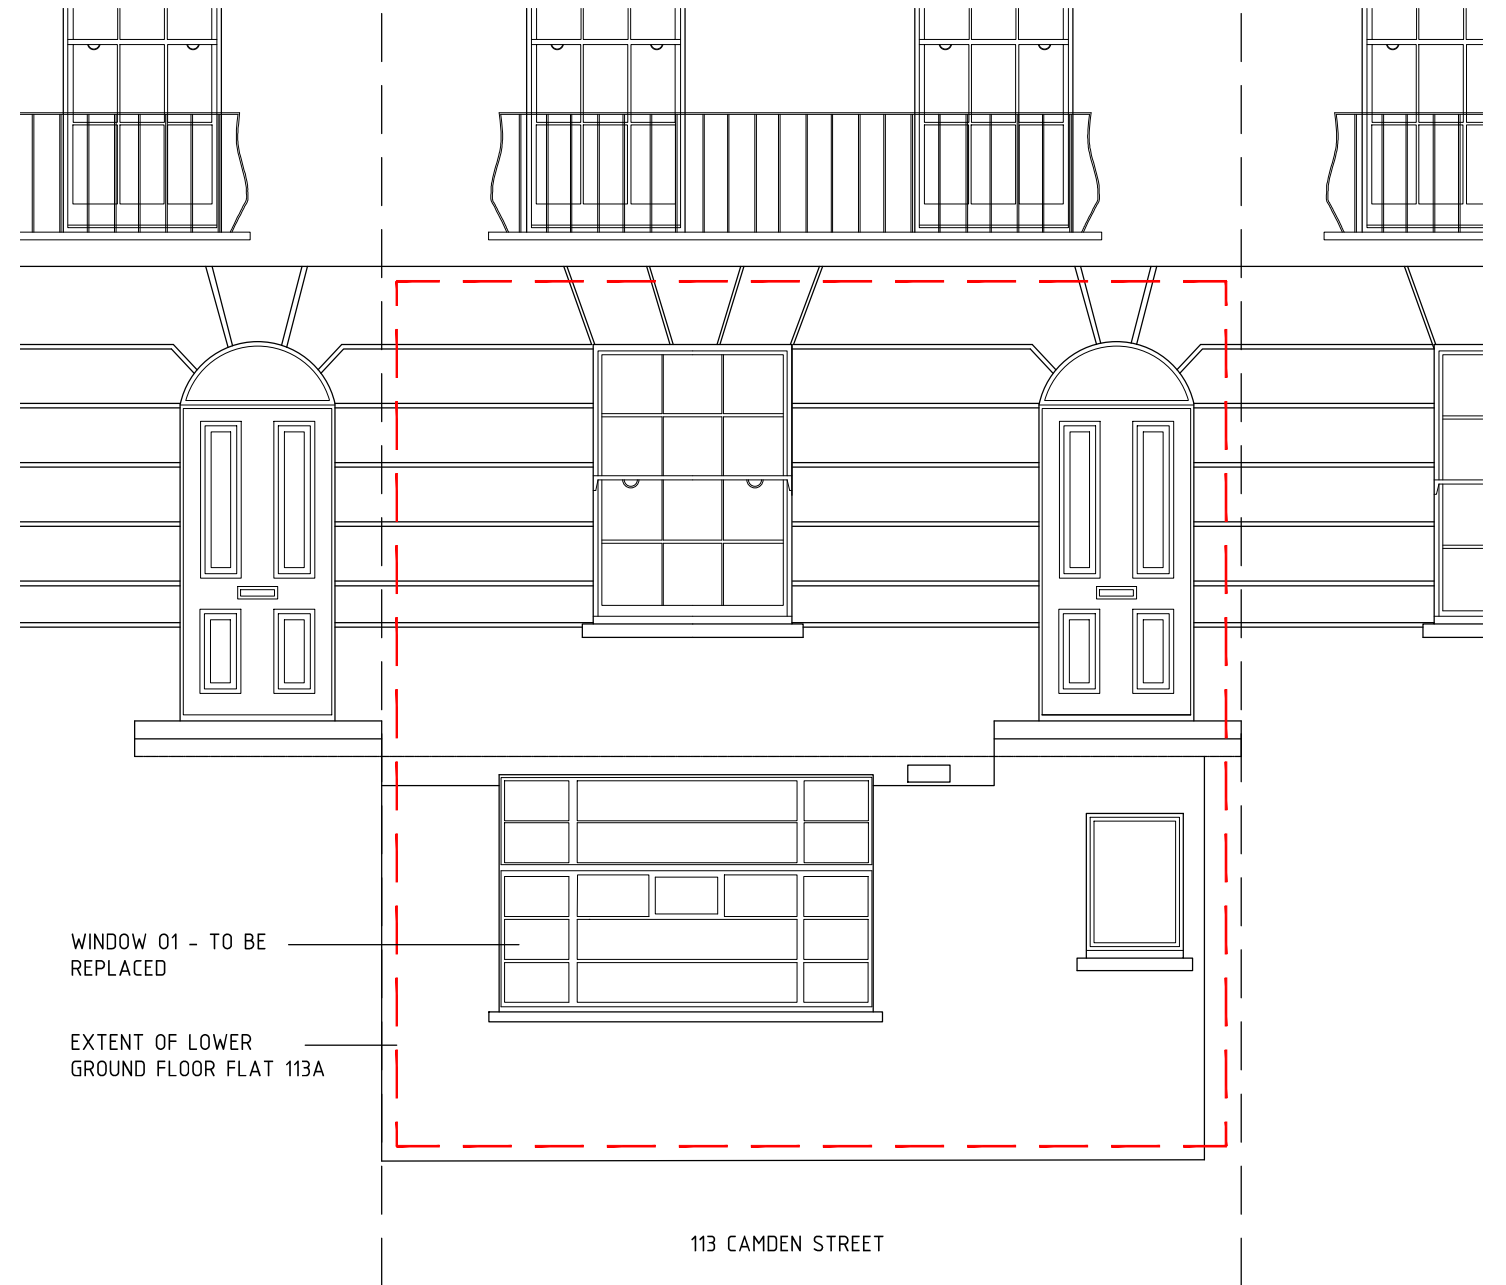 WINDOW 01 - TO BE
REPLACED
EXTENT OF LOWER
GROUND FLOOR FLAT 113A
113 CAMDEN STREET